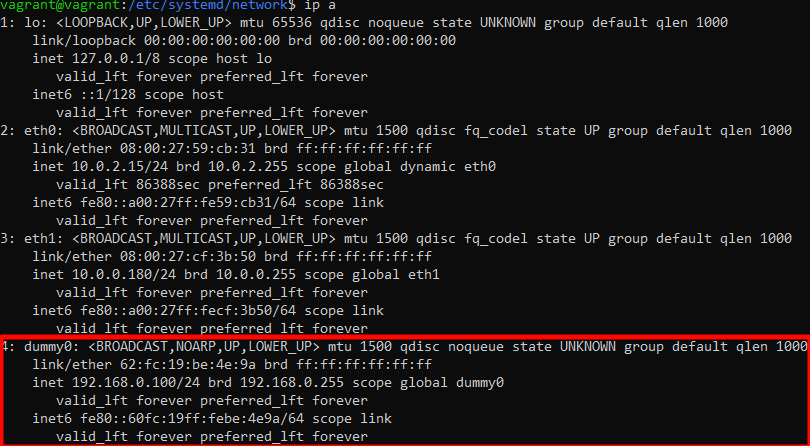 vagrant@vagrant:/etc/systemd/network$ ip a
1: lo: <LOOPBACK,UP,LOWER_UP> mtu 65536 qdisc noqueue state UNKNOWN group default qlen 1000
    link/loopback 00:00:00:00:00:00 brd 00:00:00:00:00:00
    inet 127.0.0.1/8 scope host lo
       valid_lft forever preferred_lft forever
    inet6 ::1/128 scope host
       valid_lft forever preferred_lft forever
2: eth0: <BROADCAST,MULTICAST,UP,LOWER_UP> mtu 1500 qdisc fq_codel state UP group default qlen 1000
    link/ether 08:00:27:59:cb:31 brd ff:ff:ff:ff:ff:ff
    inet 10.0.2.15/24 brd 10.0.2.255 scope global dynamic eth0
       valid_lft 86388sec preferred_lft 86388sec
    inet6 fe80::a00:27ff:fe59:cb31/64 scope link
       valid_lft forever preferred_lft forever
3: eth1: <BROADCAST,MULTICAST,UP,LOWER_UP> mtu 1500 qdisc fq_codel state UP group default qlen 1000
    link/ether 08:00:27:cf:3b:50 brd ff:ff:ff:ff:ff:ff
    inet 10.0.0.180/24 brd 10.0.0.255 scope global eth1
       valid_lft forever preferred_lft forever
    inet6 fe80::a00:27ff:fecf:3b50/64 scope link
       valid_lft forever preferred_lft forever
4: dummy0: <BROADCAST,NOARP,UP,LOWER_UP> mtu 1500 qdisc noqueue state UNKNOWN group default qlen 1000
    link/ether 62:fc:19:be:4e:9a brd ff:ff:ff:ff:ff:ff
    inet 192.168.0.100/24 brd 192.168.0.255 scope global dummy0
       valid_lft forever preferred_lft forever
    inet6 fe80::60fc:19ff:febe:4e9a/64 scope link
       valid_lft forever preferred_lft forever